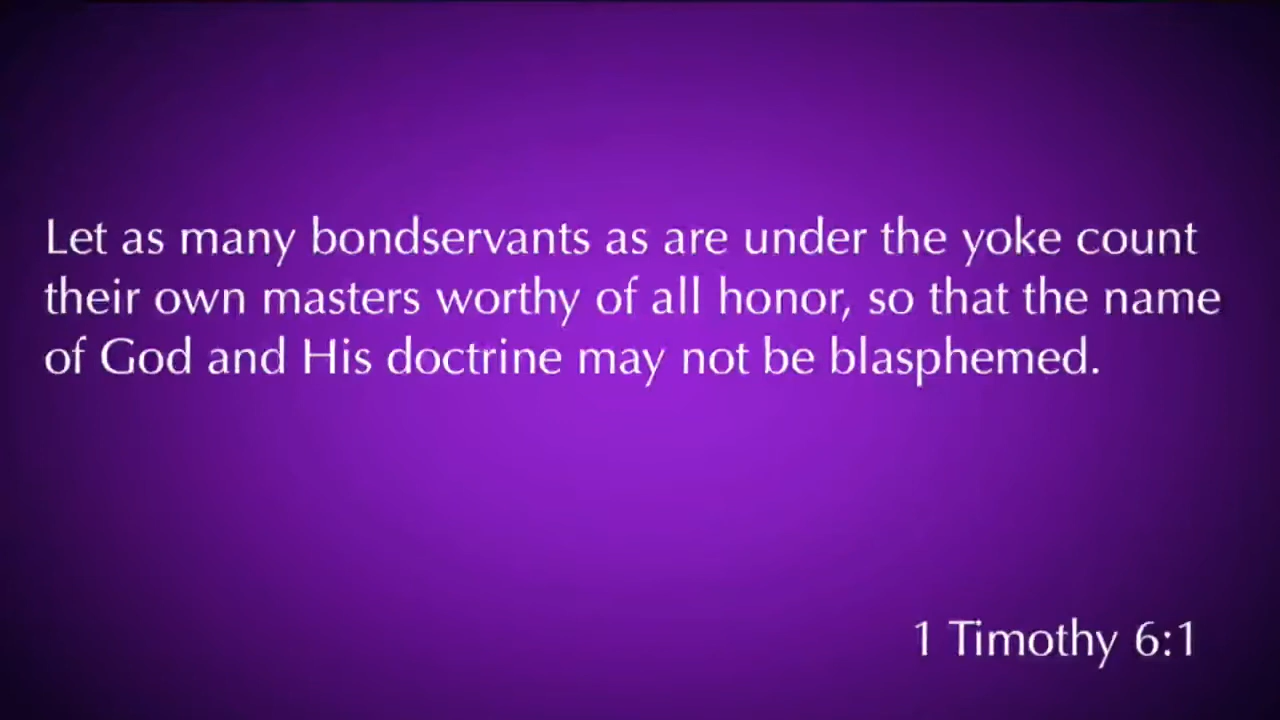 Let as many bondservants as are under the yoke count
their own masters worthy of all honor, so that the name
of God and His doctrine may not be blasphemed.
1 Timothy 6:1